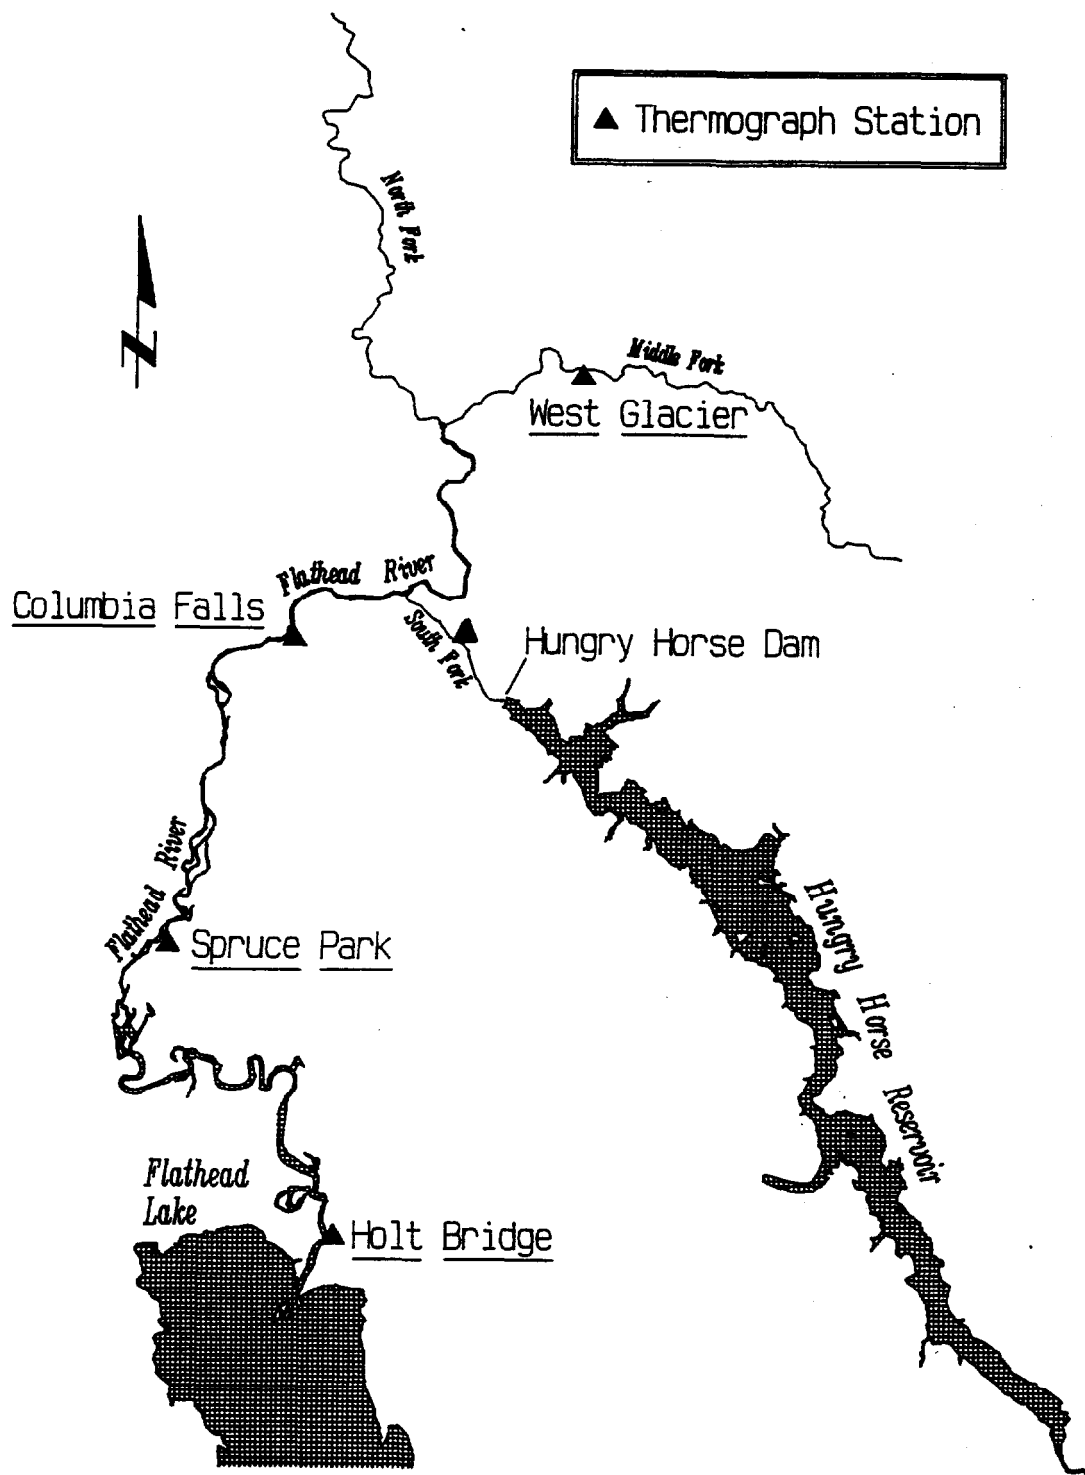 ▲ Thermograph Station
North Fork
N
Middle Fork
West Glacier
Flathead River
Columbia Falls
South Fork
Hungry Horse Dam
Flathead River
Hungry Horse Reservoir
Spruce Park
Flathead
Lake
Holt Bridge